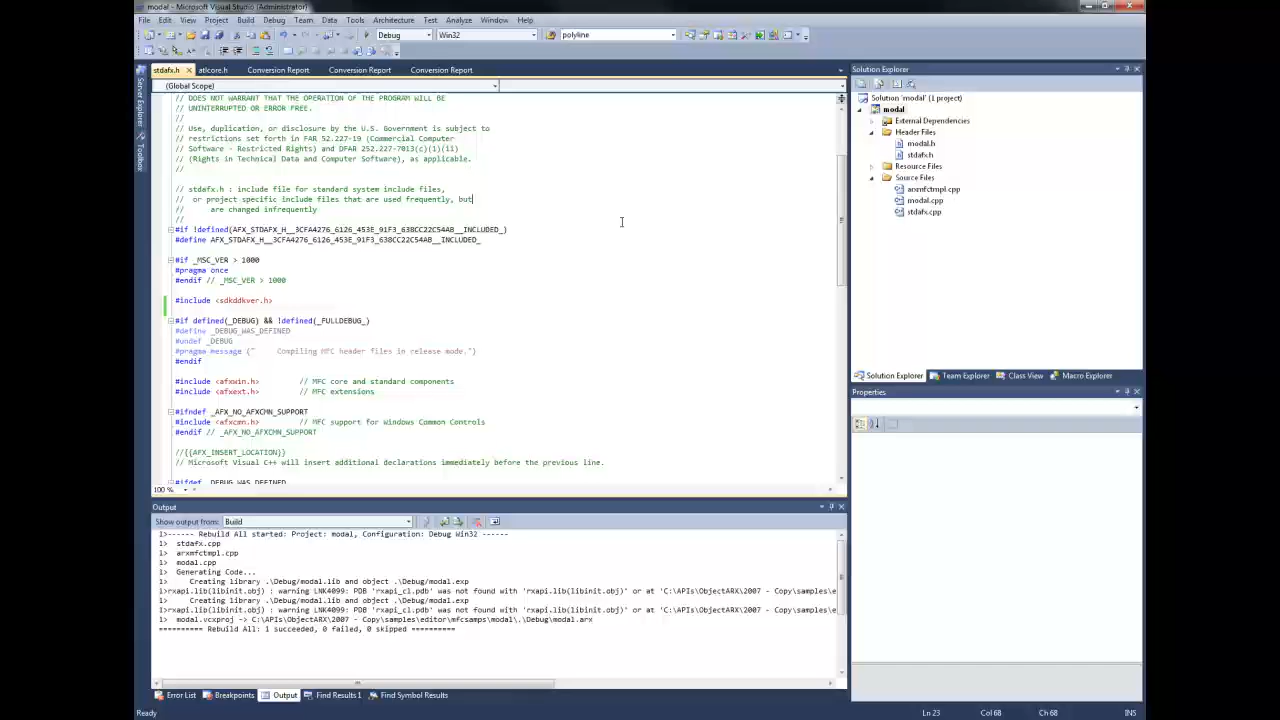 modal - Microsoft Visual Studio (Administrator)
File Edit View Project Build Debug Team Data Tools Architecture Test Analyze Window Help
Debug Win32 polyline
stdafx.h atlcore.h Conversion Report Conversion Report Conversion Report
(Global Scope)
Server Explorer
Toolbox
// DOES NOT WARRANT THAT THE OPERATION OF THE PROGRAM WILL BE
// UNINTERRUPTED OR ERROR FREE.
//
// Use, duplication, or disclosure by the U.S. Government is subject to
// restrictions set forth in FAR 52.227-19 (Commercial Computer
// Software - Restricted Rights) and DFAR 252.227-7013(c)(1)(ii)
// (Rights in Technical Data and Computer Software), as applicable.
//
// stdafx.h : include file for standard system include files,
// or project specific include files that are used frequently, but
// are changed infrequently
//
#if !defined(AFX_STDAFX_H__3CFA4276_6126_453E_91F3_638CC22C54AB__INCLUDED_)
#define AFX_STDAFX_H__3CFA4276_6126_453E_91F3_638CC22C54AB__INCLUDED_
#if _MSC_VER > 1000
#pragma once
#endif // _MSC_VER > 1000
#include <sdkddkver.h>
#if defined(_DEBUG) && !defined(_FULLDEBUG_)
#define _DEBUG_WAS_DEFINED
#undef _DEBUG
#pragma message (" Compiling MFC header files in release mode.")
#endif
#include <afxwin.h> // MFC core and standard components
#include <afxext.h> // MFC extensions
#ifndef _AFX_NO_AFXCMN_SUPPORT
#include <afxcmn.h> // MFC support for Windows Common Controls
#endif // _AFX_NO_AFXCMN_SUPPORT
//{{AFX_INSERT_LOCATION}}
// Microsoft Visual C++ will insert additional declarations immediately before the previous line.
#ifdef _DEBUG_WAS_DEFINED
100 %
Output
Show output from: Build
1>------ Rebuild All started: Project: modal, Configuration: Debug Win32 ------
1> stdafx.cpp
1> arxmfctmpl.cpp
1> modal.cpp
1> Generating Code...
1> Creating library .\Debug/modal.lib and object .\Debug/modal.exp
1>rxapi.lib(libinit.obj) : warning LNK4099: PDB 'rxapi_cl.pdb' was not found with 'rxapi.lib(libinit.obj)' or at 'C:\APIs\ObjectARX\2007 - Copy\samples\e
1> Creating library .\Debug/modal.lib and object .\Debug/modal.exp
1>rxapi.lib(libinit.obj) : warning LNK4099: PDB 'rxapi_cl.pdb' was not found with 'rxapi.lib(libinit.obj)' or at 'C:\APIs\ObjectARX\2007 - Copy\samples\e
1> modal.vcxproj -> C:\APIs\ObjectARX\2007 - Copy\samples\editor\mfcsamps\modal\.\Debug\modal.arx
========== Rebuild All: 1 succeeded, 0 failed, 0 skipped ==========
Error List Breakpoints Output Find Results 1 Find Symbol Results
Solution Explorer
Solution 'modal' (1 project)
modal
External Dependencies
Header Files
modal.h
stdafx.h
Resource Files
Source Files
arxmfctmpl.cpp
modal.cpp
stdafx.cpp
Solution Explorer Team Explorer Class View Macro Explorer
Properties
Ready Ln 23 Col 68 Ch 68 INS